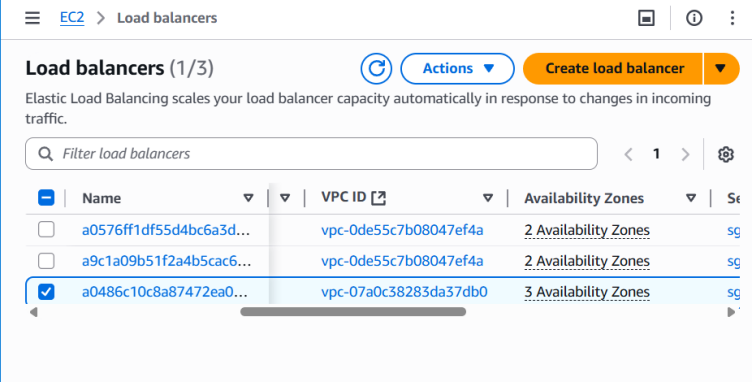 EC2 > Load balancers
Load balancers (1/3)
Actions
Create load balancer
Elastic Load Balancing scales your load balancer capacity automatically in response to changes in incoming
traffic.
Filter load balancers
1
Name VPC ID Availability Zones Se
a0576ff1df55d4bc6a3d... vpc-0de55c7b08047ef4a 2 Availability Zones sg
a9c1a09b51f2a4b5cac6... vpc-0de55c7b08047ef4a 2 Availability Zones sg
a0486c10c8a87472ea0... vpc-07a0c38283da37db0 3 Availability Zones sg